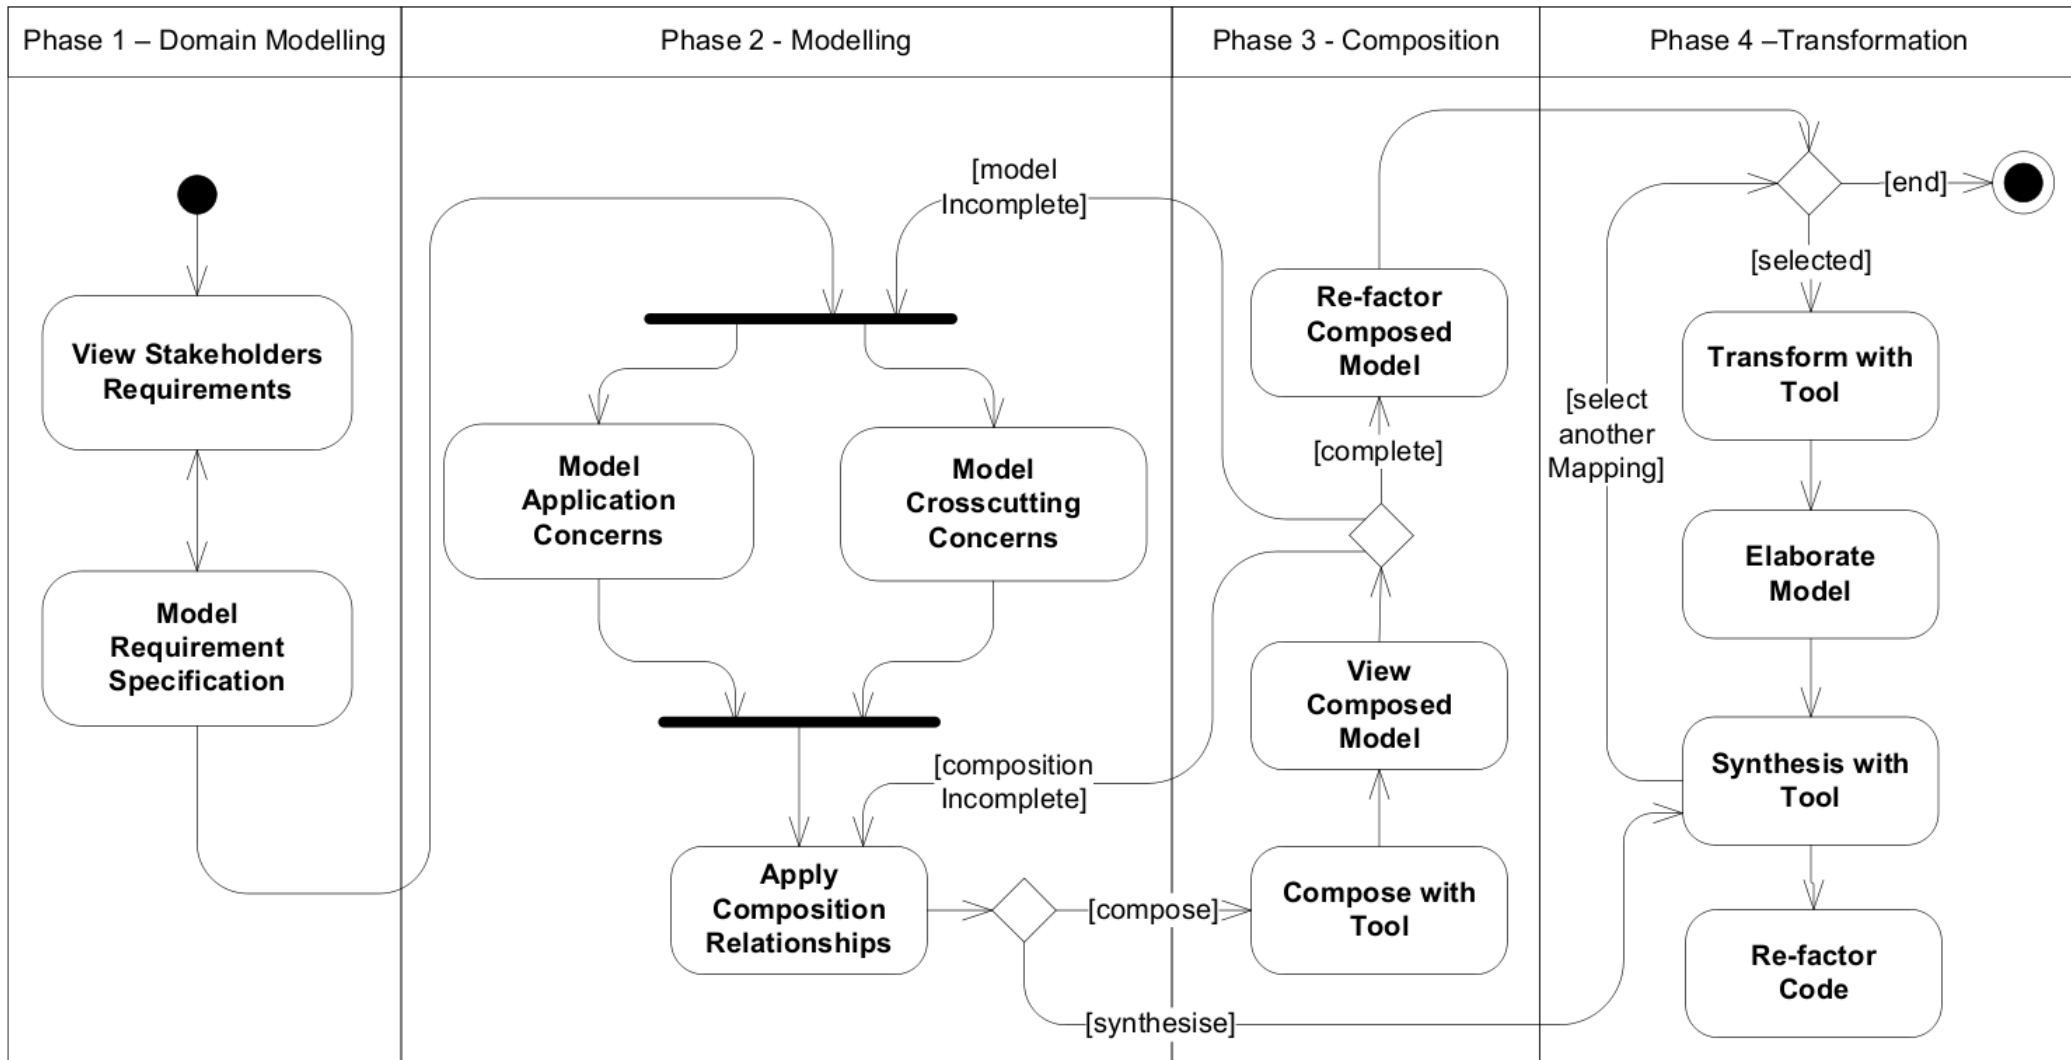 Phase 1 – Domain Modelling
Phase 2 - Modelling
Phase 3 - Composition
Phase 4 –Transformation
View Stakeholders
Requirements
Model
Requirement
Specification
[model
Incomplete]
Model
Application
Concerns
Model
Crosscutting
Concerns
[composition
Incomplete]
Apply
Composition
Relationships
[compose]
[synthesise]
Re-factor
Composed
Model
[complete]
View
Composed
Model
Compose with
Tool
[end]
[selected]
Transform with
Tool
[select
another
Mapping]
Elaborate
Model
Synthesis with
Tool
Re-factor
Code